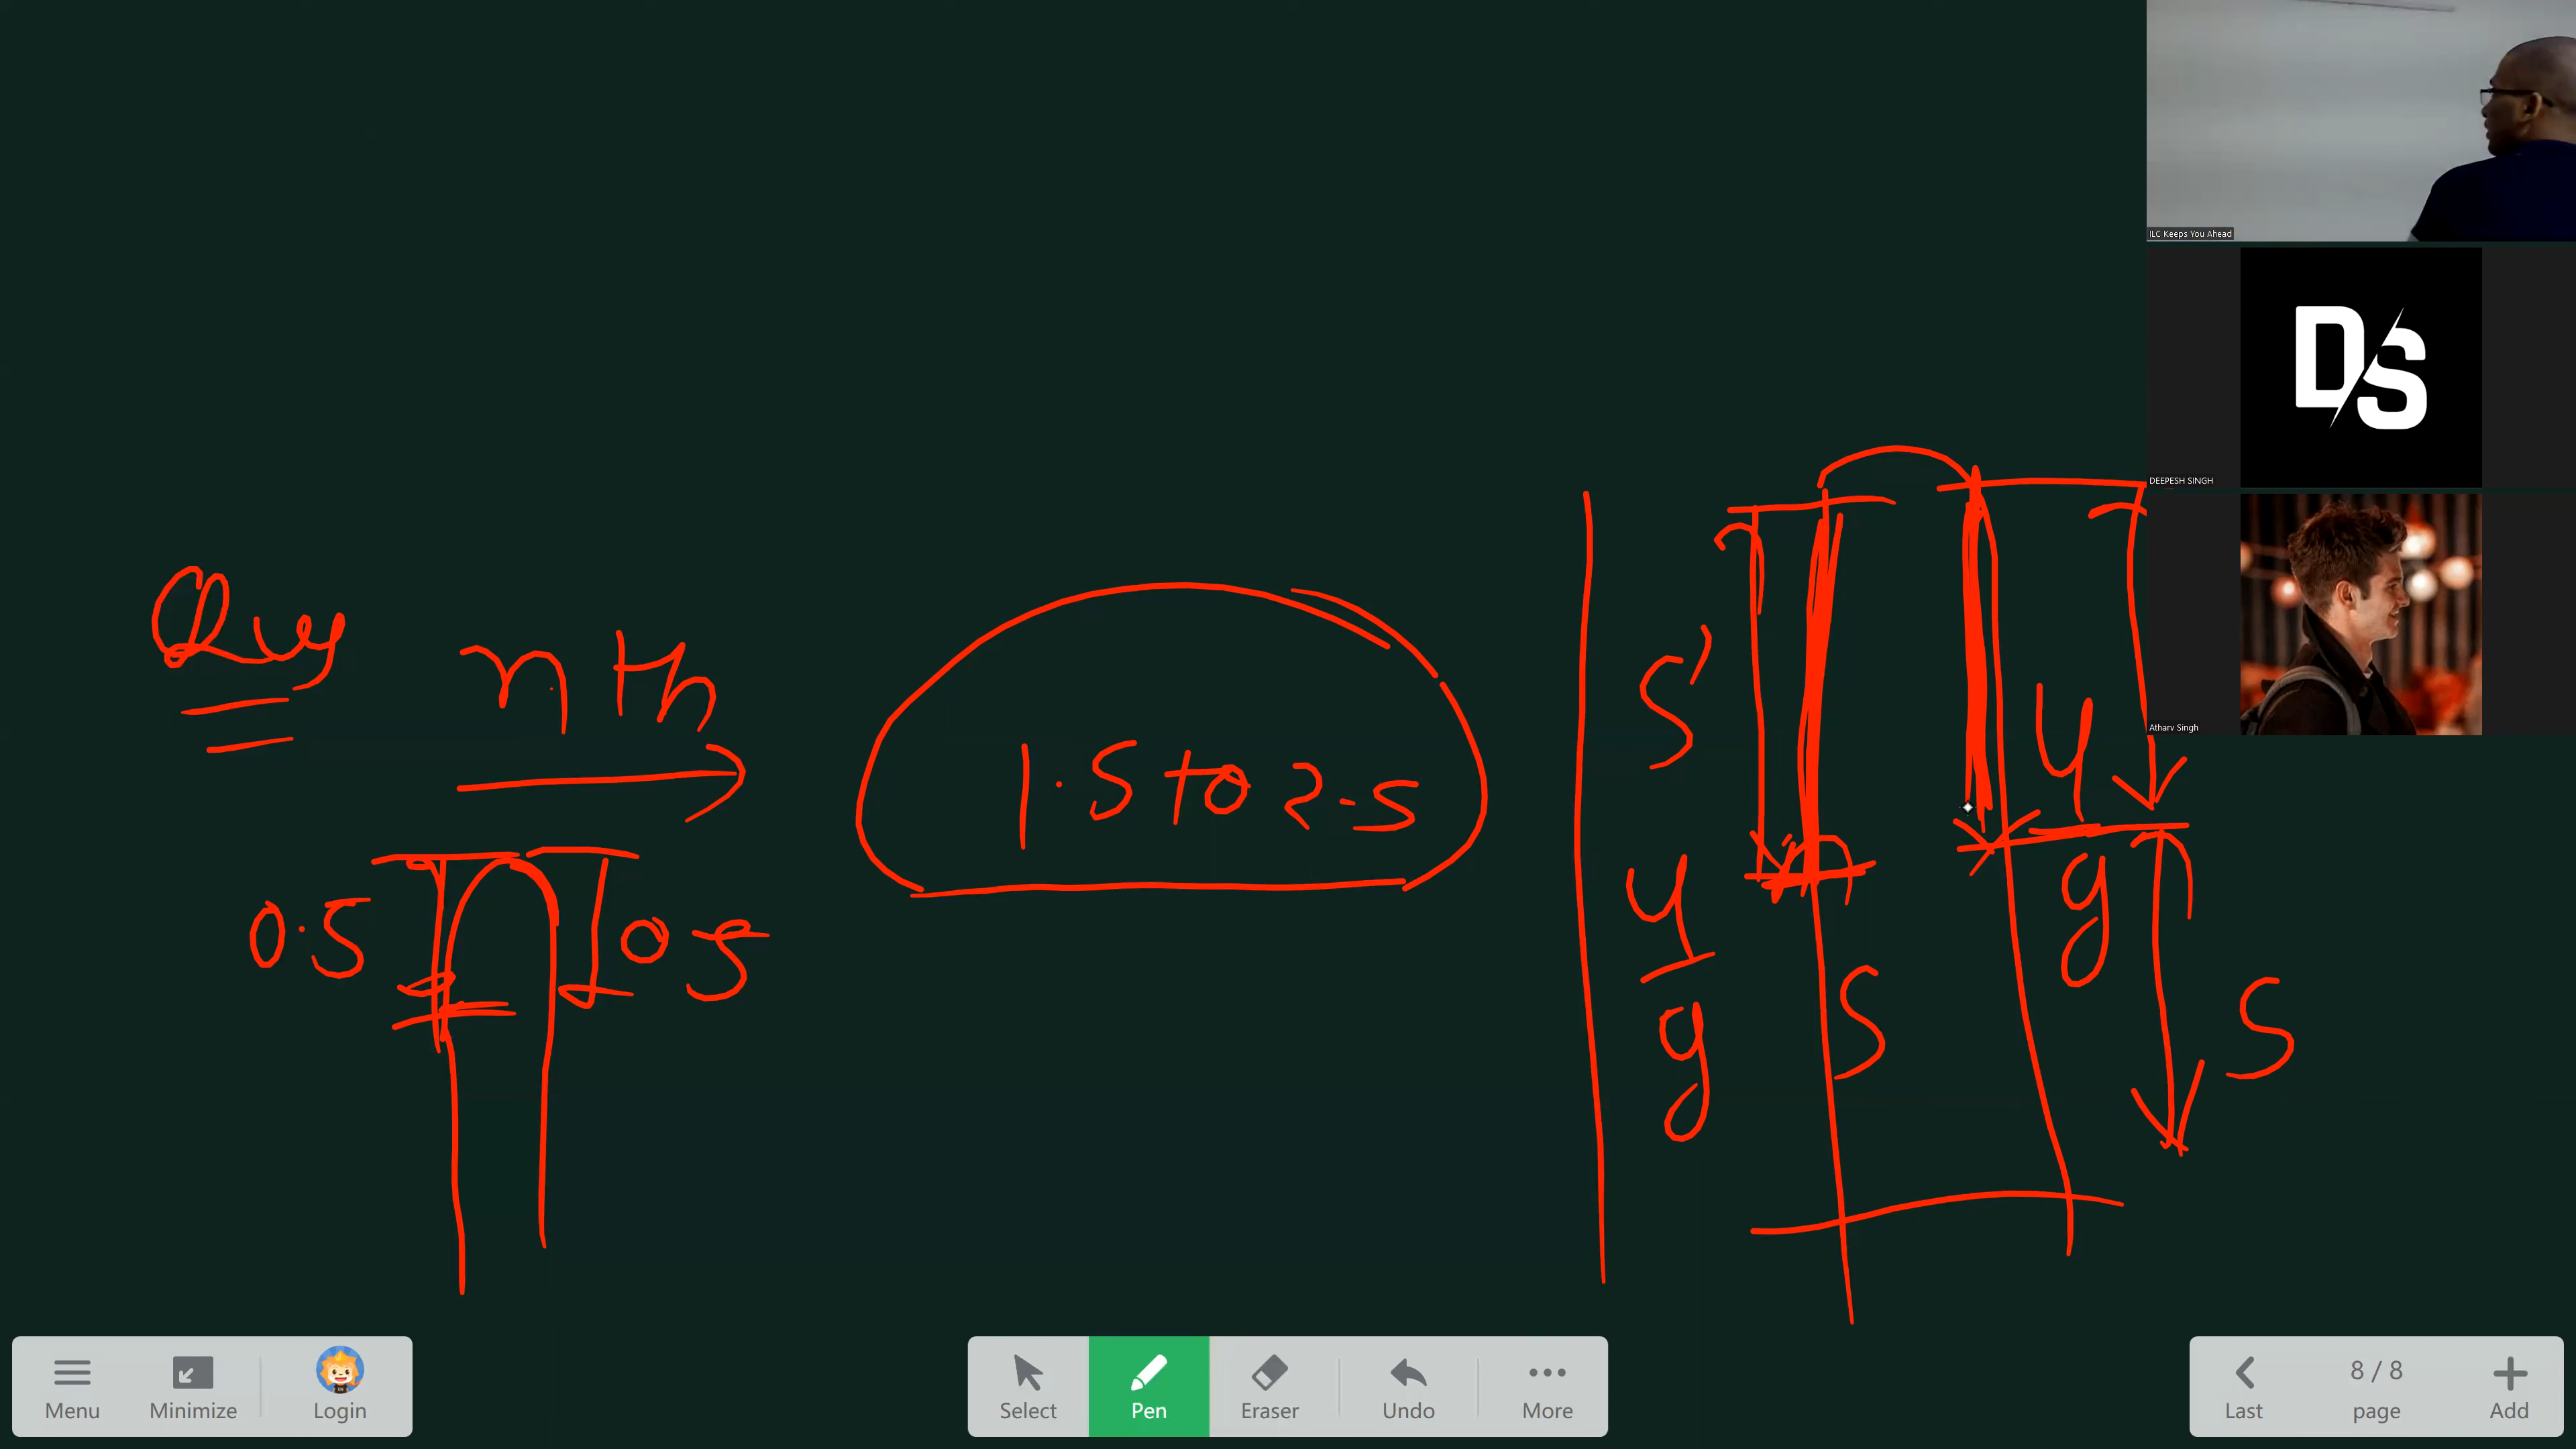 ILC Keeps You Ahead
DS
DEEPESH SINGH
Atharv Singh
Que
nth
1.5 to 2.5
0.5
0 5
S'
u
g
S
u
g
S
Menu
Minimize
Login
Select
Pen
Eraser
Undo
More
Last
8 / 8
page
Add